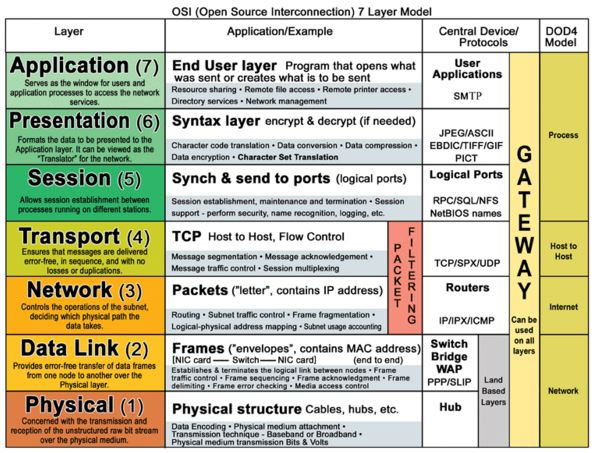 OSI (Open Source Interconnection) 7 Layer Model
Layer
Application/Example
Central Device/
Protocols
DOD4
Model
Application (7)
Serves as the window for users and
application processes to access the network
services.
End User layer Program that opens what
was sent or creates what is to be sent
Resource sharing • Remote file access • Remote printer access •
Directory services • Network management
User
Applications
SMTP
Presentation (6)
Formats the data to be presented to the
Application layer. It can be viewed as the
"Translator" for the network.
Syntax layer encrypt & decrypt (if needed)
Character code translation • Data conversion • Data compression •
Data encryption • Character Set Translation
JPEG/ASCII
EBDIC/TIFF/GIF
PICT
Session (5)
Allows session establishment between
processes running on different stations.
Synch & send to ports (logical ports)
Session establishment, maintenance and termination • Session
support - perform security, name recognition, logging, etc.
Logical Ports
RPC/SQL/NFS
NetBIOS names
Process
Transport (4)
Ensures that messages are delivered
error-free, in sequence, and with no
losses or duplications.
TCP Host to Host, Flow Control
Message segmentation • Message acknowledgement •
Message traffic control • Session multiplexing
TCP/SPX/UDP
Host to
Host
PACKET
FILTERING
GATEWAY
Can be
used
on all
layers
Network (3)
Controls the operations of the subnet,
deciding which physical path the
data takes.
Packets ("letter", contains IP address)
Routing • Subnet traffic control • Frame fragmentation •
Logical-physical address mapping • Subnet usage accounting
Routers
IP/IPX/ICMP
Internet
Data Link (2)
Provides error-free transfer of data frames
from one node to another over the
Physical layer.
Frames ("envelopes", contains MAC address)
[NIC card — Switch — NIC card] (end to end)
Establishes & terminates the logical link between nodes • Frame
traffic control • Frame sequencing • Frame acknowledgment • Frame
delimiting • Frame error checking • Media access control
Switch
Bridge
WAP
PPP/SLIP
Land
Based
Layers
Network
Physical (1)
Concerned with the transmission and
reception of the unstructured raw bit stream
over the physical medium.
Physical structure Cables, hubs, etc.
Data Encoding • Physical medium attachment •
Transmission technique - Baseband or Broadband •
Physical medium transmission Bits & Volts
Hub